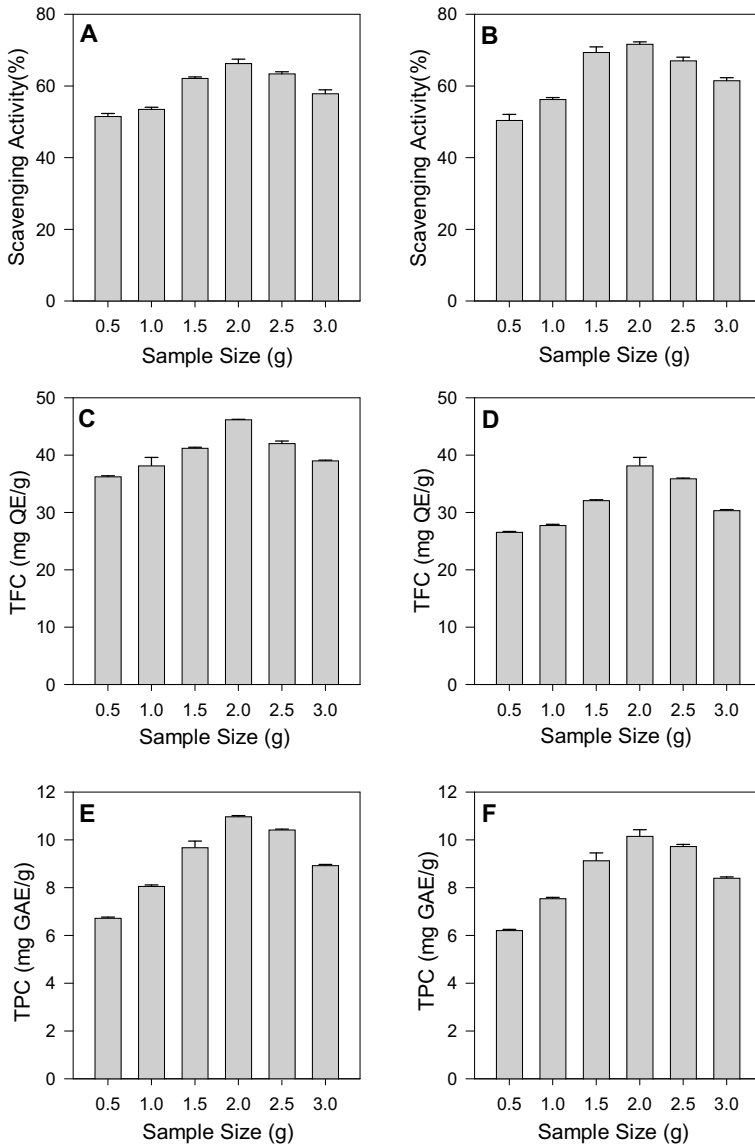 A
Scavenging Activity(%)
80
60
40
20
0
0.5 1.0 1.5 2.0 2.5 3.0
Sample Size (g)
B
Scavenging Activity(%)
80
60
40
20
0
0.5 1.0 1.5 2.0 2.5 3.0
Sample Size (g)
C
TFC (mg QE/g)
50
40
30
20
10
0
0.5 1.0 1.5 2.0 2.5 3.0
Sample Size (g)
D
TFC (mg QE/g)
50
40
30
20
10
0
0.5 1.0 1.5 2.0 2.5 3.0
Sample Size (g)
E
TPC (mg GAE/g)
12
10
8
6
4
2
0
0.5 1.0 1.5 2.0 2.5 3.0
Sample Size (g)
F
TPC (mg GAE/g)
12
10
8
6
4
2
0
0.5 1.0 1.5 2.0 2.5 3.0
Sample Size (g)